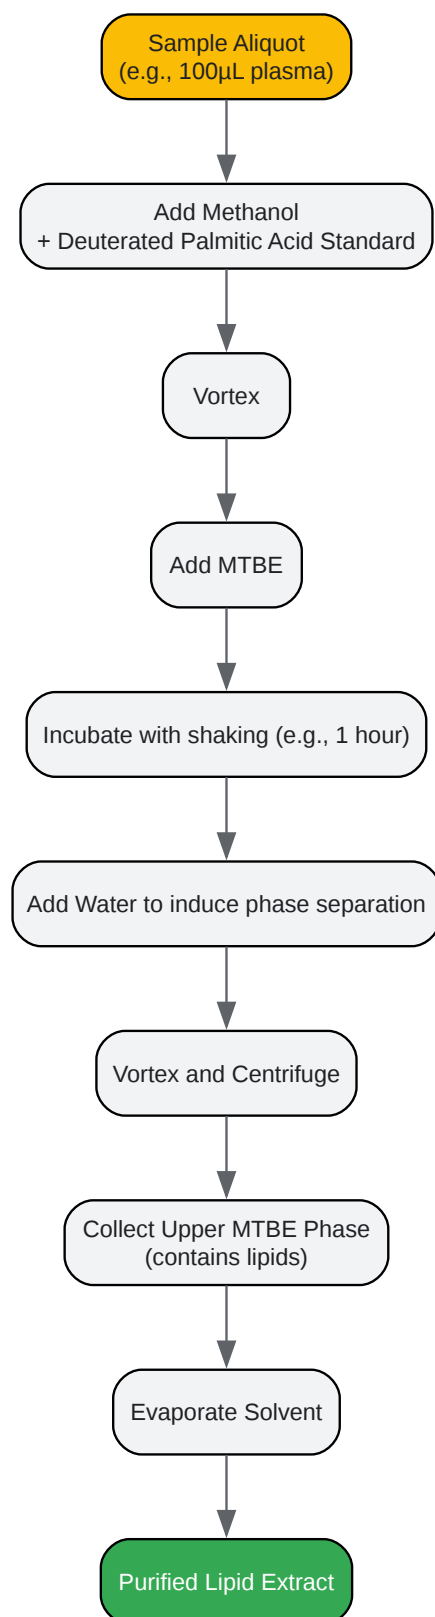 Sample Aliquot
(e.g., 100µL plasma)
Add Methanol
+ Deuterated Palmitic Acid Standard
Vortex
Add MTBE
Incubate with shaking (e.g., 1 hour)
Add Water to induce phase separation
Vortex and Centrifuge
Collect Upper MTBE Phase
(contains lipids)
Evaporate Solvent
Purified Lipid Extract